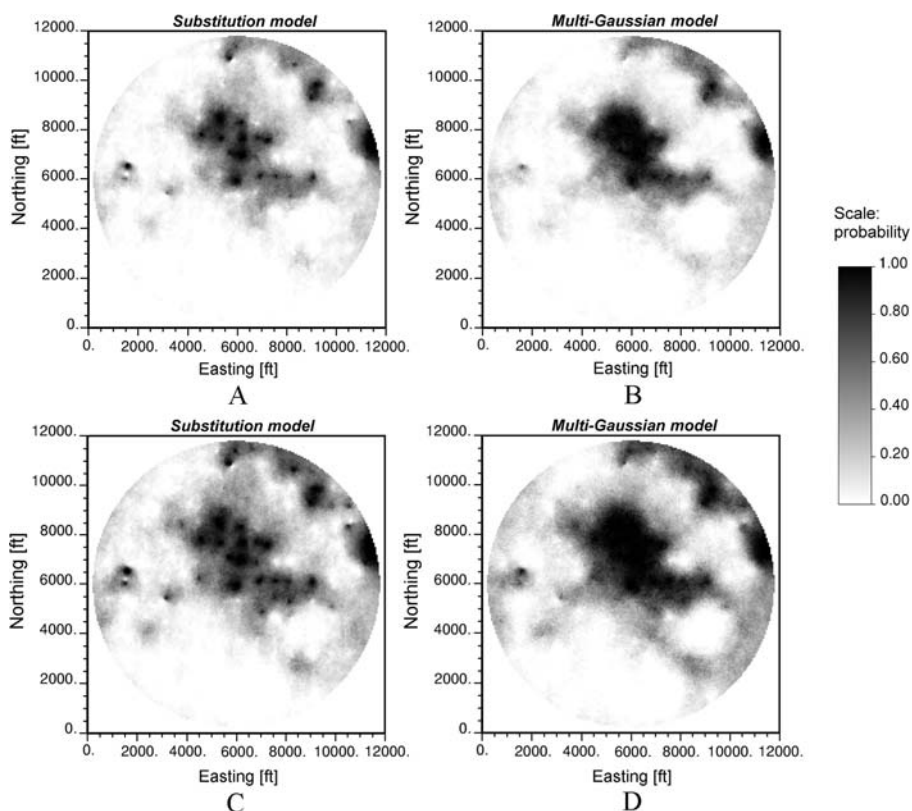 Substitution model
12000.
10000.
8000.
6000.
4000.
2000.
0.
Northing [ft]
0. 2000. 4000. 6000. 8000. 10000. 12000.
Easting [ft]
A
Multi-Gaussian model
12000.
10000.
8000.
6000.
4000.
2000.
0.
Northing [ft]
0. 2000. 4000. 6000. 8000. 10000. 12000.
Easting [ft]
B
Scale:
probability
1.00
0.80
0.60
0.40
0.20
0.00
Substitution model
12000.
10000.
8000.
6000.
4000.
2000.
0.
Northing [ft]
0. 2000. 4000. 6000. 8000. 10000. 12000.
Easting [ft]
C
Multi-Gaussian model
12000.
10000.
8000.
6000.
4000.
2000.
0.
Northing [ft]
0. 2000. 4000. 6000. 8000. 10000. 12000.
Easting [ft]
D